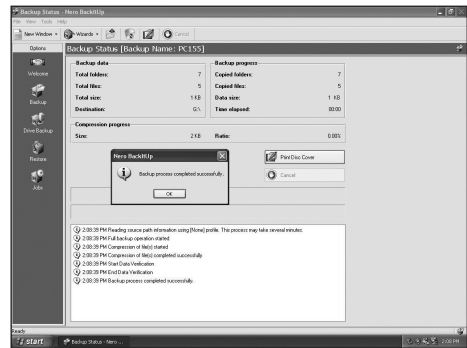 Backup Status - Nero BackItUp
File View Tools Help
New Window
Wizards
Cancel
Options
Backup Status [Backup Name: PC155]
Welcome
Backup
Drive Backup
Restore
Jobs
Backup data
Total folders: 7
Total files: 5
Total size: 1 KB
Destination: G:\
Backup progress
Copied folders: 7
Copied files: 5
Data size: 1 KB
Time elapsed: 00:00
Compression progress
Size: 2 KB
Ratio: 0.00%
Nero BackItUp
Backup process completed successfully.
OK
Print Disc Cover
Cancel
2:08:39 PM Reading source path information using [None] profile. This process may take several minutes.
2:08:39 PM Full backup operation started
2:08:39 PM Compression of file(s) started
2:08:39 PM Compression of file(s) completed successfully
2:08:39 PM Start Data Verification
2:08:39 PM End Data Verification
2:08:39 PM Backup process completed successfully
Ready
start
Backup Status - Nero ...
2:08 PM